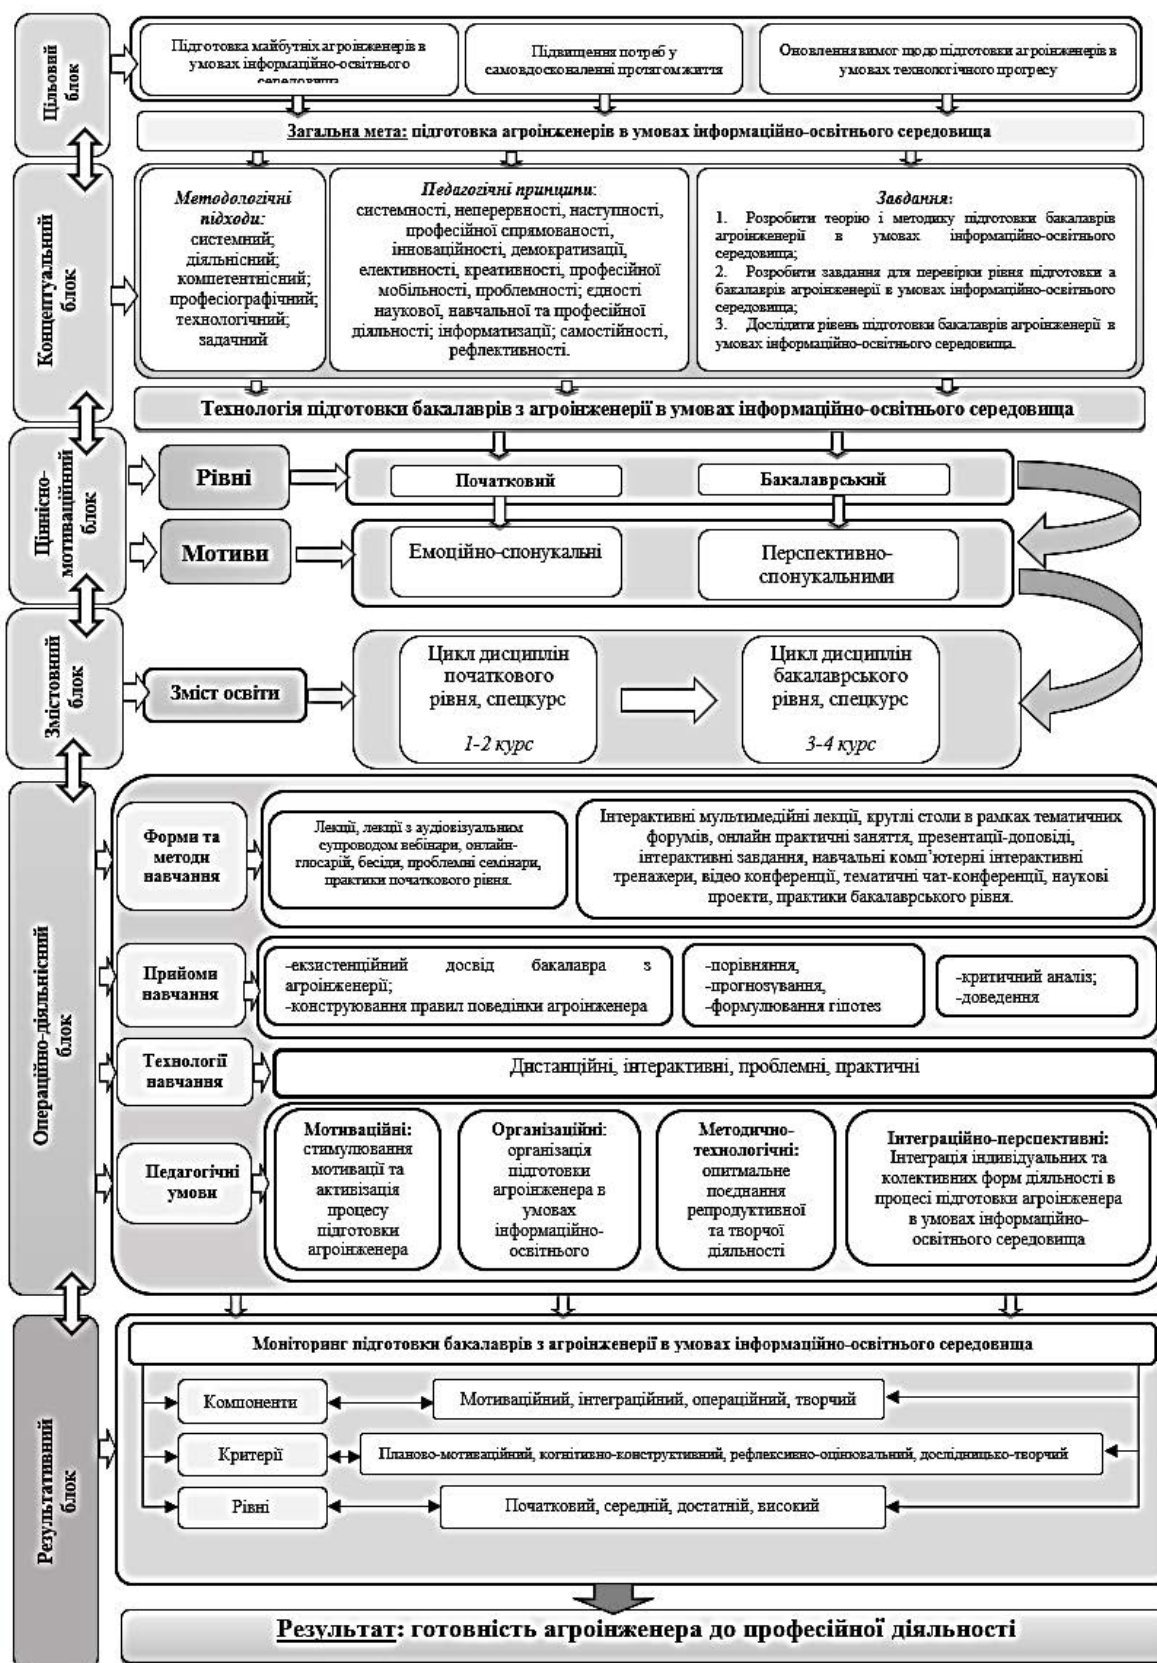 Цільовий
блок
Підготовка майбутніх агроінженерів в
умовах інформаційно-освітнього
середовища
Підвищення потреб у
самовдосконаленні протягом життя
Оновлення вимог щодо підготовки агроінженерів в
умовах технологічного прогресу
Загальна мета: підготовка агроінженерів в умовах інформаційно-освітнього середовища
Концептуальний
блок
Методологічні
підходи:
системний;
діяльнісний;
компетентнісний;
професіографічний;
технологічний;
задачний
Педагогічні принципи:
системності, неперервності, наступності,
професійної спрямованості,
інноваційності, демократизації,
елективності, креативності, професійної
мобільності, проблемності; єдності
наукової, навчальної та професійної
діяльності; інформатизації; самостійності,
рефлективності.
Завдання:
1. Розробити теорію і методику підготовки бакалаврів
агроінженерії в умовах інформаційно-освітнього
середовища;
2. Розробити завдання для перевірки рівня підготовки а
бакалаврів агроінженерії в умовах інформаційно-освітнього
середовища;
3. Дослідити рівень підготовки бакалаврів агроінженерії в
умовах інформаційно-освітнього середовища.
Технологія підготовки бакалаврів з агроінженерії в умовах інформаційно-освітнього середовища
Ціннісно-
мотиваційний
блок
Рівні
Початковий
Бакалаврський
Мотиви
Емоційно-спонукальні
Перспективно-
спонукальними
Змістовний
блок
Зміст освіти
Цикл дисциплін
початкового
рівня, спецкурс
1-2 курс
Цикл дисциплін
бакалаврського
рівня, спецкурс
3-4 курс
Операційно-діяльнісний
блок
Форми та
методи
навчання
Лекції, лекції з аудіовізуальним
супроводом вебінари, онлайн-
глосарій, бесіди, проблемні семінари,
практики початкового рівня.
Інтерактивні мультимедійні лекції, круглі столи в рамках тематичних
форумів, онлайн практичні заняття, презентації-доповіді,
інтерактивні завдання, навчальні комп’ютерні інтерактивні
тренажери, відео конференції, тематичні чат-конференції, наукові
проекти, практики бакалаврського рівня.
Прийоми
навчання
-екзистенційний досвід бакалавра з
агроінженерії;
-конструювання правил поведінки агроінженера
-порівняння,
-прогнозування,
-формулювання гіпотез
-критичний аналіз;
-доведення
Технології
навчання
Дистанційні, інтерактивні, проблемні, практичні
Педагогічні
умови
Мотиваційні:
стимулювання
мотивації та
активізація
процесу
підготовки
агроінженера
Організаційні:
організація
підготовки
агроінженера в
умовах
інформаційно-
освітнього
Методично-
технологічні:
опитмальне
поєднання
репродуктивної
та творчої
діяльності
Інтеграційно-перспективні:
Інтеграція індивідуальних та
колективних форм діяльності в
процесі підготовки агроінженера
в умовах інформаційно-
освітнього середовища
Результативний
блок
Моніторинг підготовки бакалаврів з агроінженерії в умовах інформаційно-освітнього середовища
Компоненти
Мотиваційний, інтеграційний, операційний, творчий
Критерії
Планово-мотиваційний, когнітивно-конструктивний, рефлексивно-оцінювальний, дослідницько-творчий
Рівні
Початковий, середній, достатній, високий
Результат: готовність агроінженера до професійної діяльності